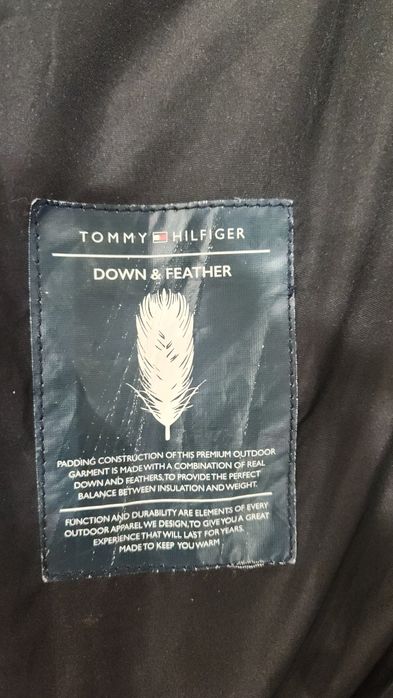 TOMMY HILFIGER
DOWN & FEATHER
PADDING CONSTRUCTION OF THIS PREMIUM OUTDOOR
GARMENT IS MADE WITH A COMBINATION OF REAL
DOWN AND FEATHERS, TO PROVIDE THE PERFECT
BALANCE BETWEEN INSULATION AND WEIGHT.
FUNCTION AND DURABILITY ARE ELEMENTS OF EVERY
OUTDOOR APPAREL WE DESIGN, TO GIVE YOU A GREAT
EXPERIENCE THAT WILL LAST FOR YEARS.
MADE TO KEEP YOU WARM.